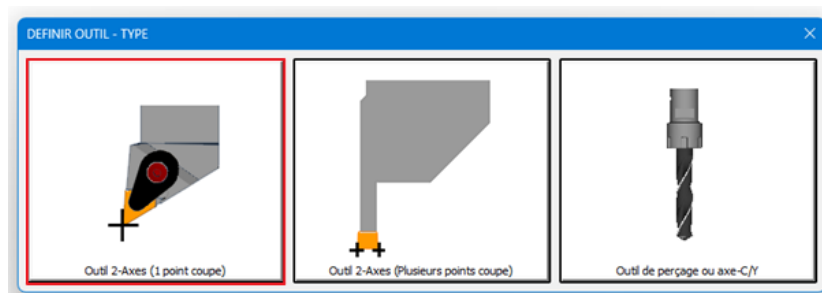 DEFINIR OUTIL - TYPE
Outil 2-Axes (1 point coupe)
Outil 2-Axes (Plusieurs points coupe)
Outil de perçage ou axe-C/Y